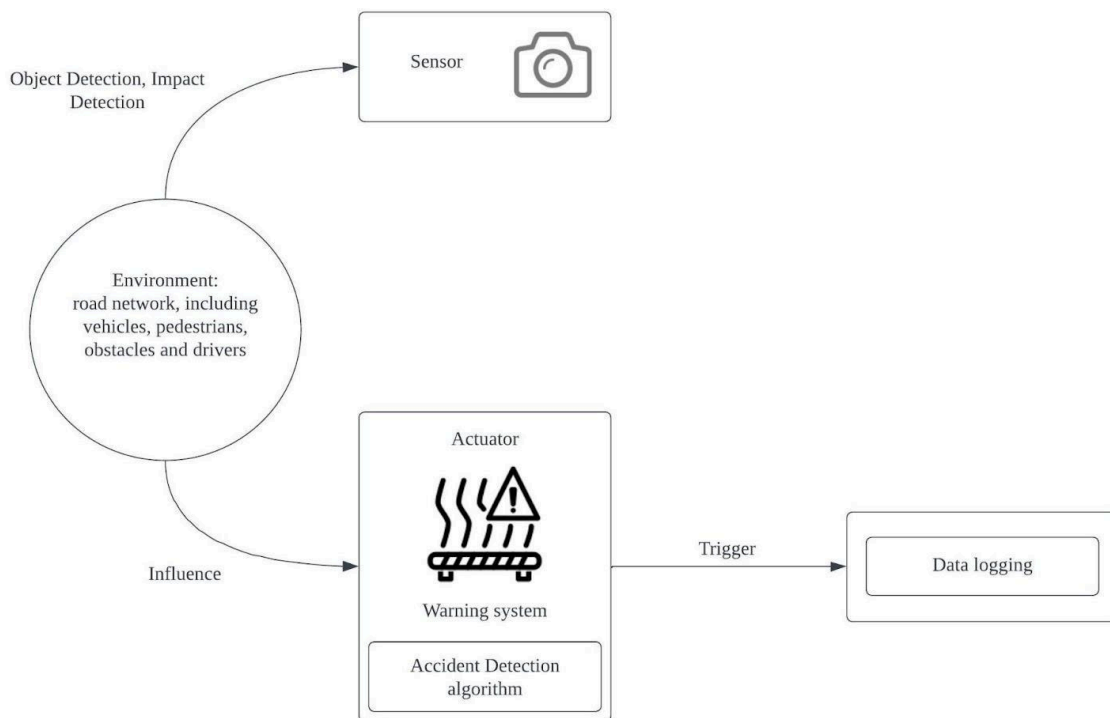 Sensor
Object Detection, Impact
Detection
Environment:
road network, including
vehicles, pedestrians,
obstacles and drivers
Actuator
Influence
Trigger
Data logging
Warning system
Accident Detection
algorithm